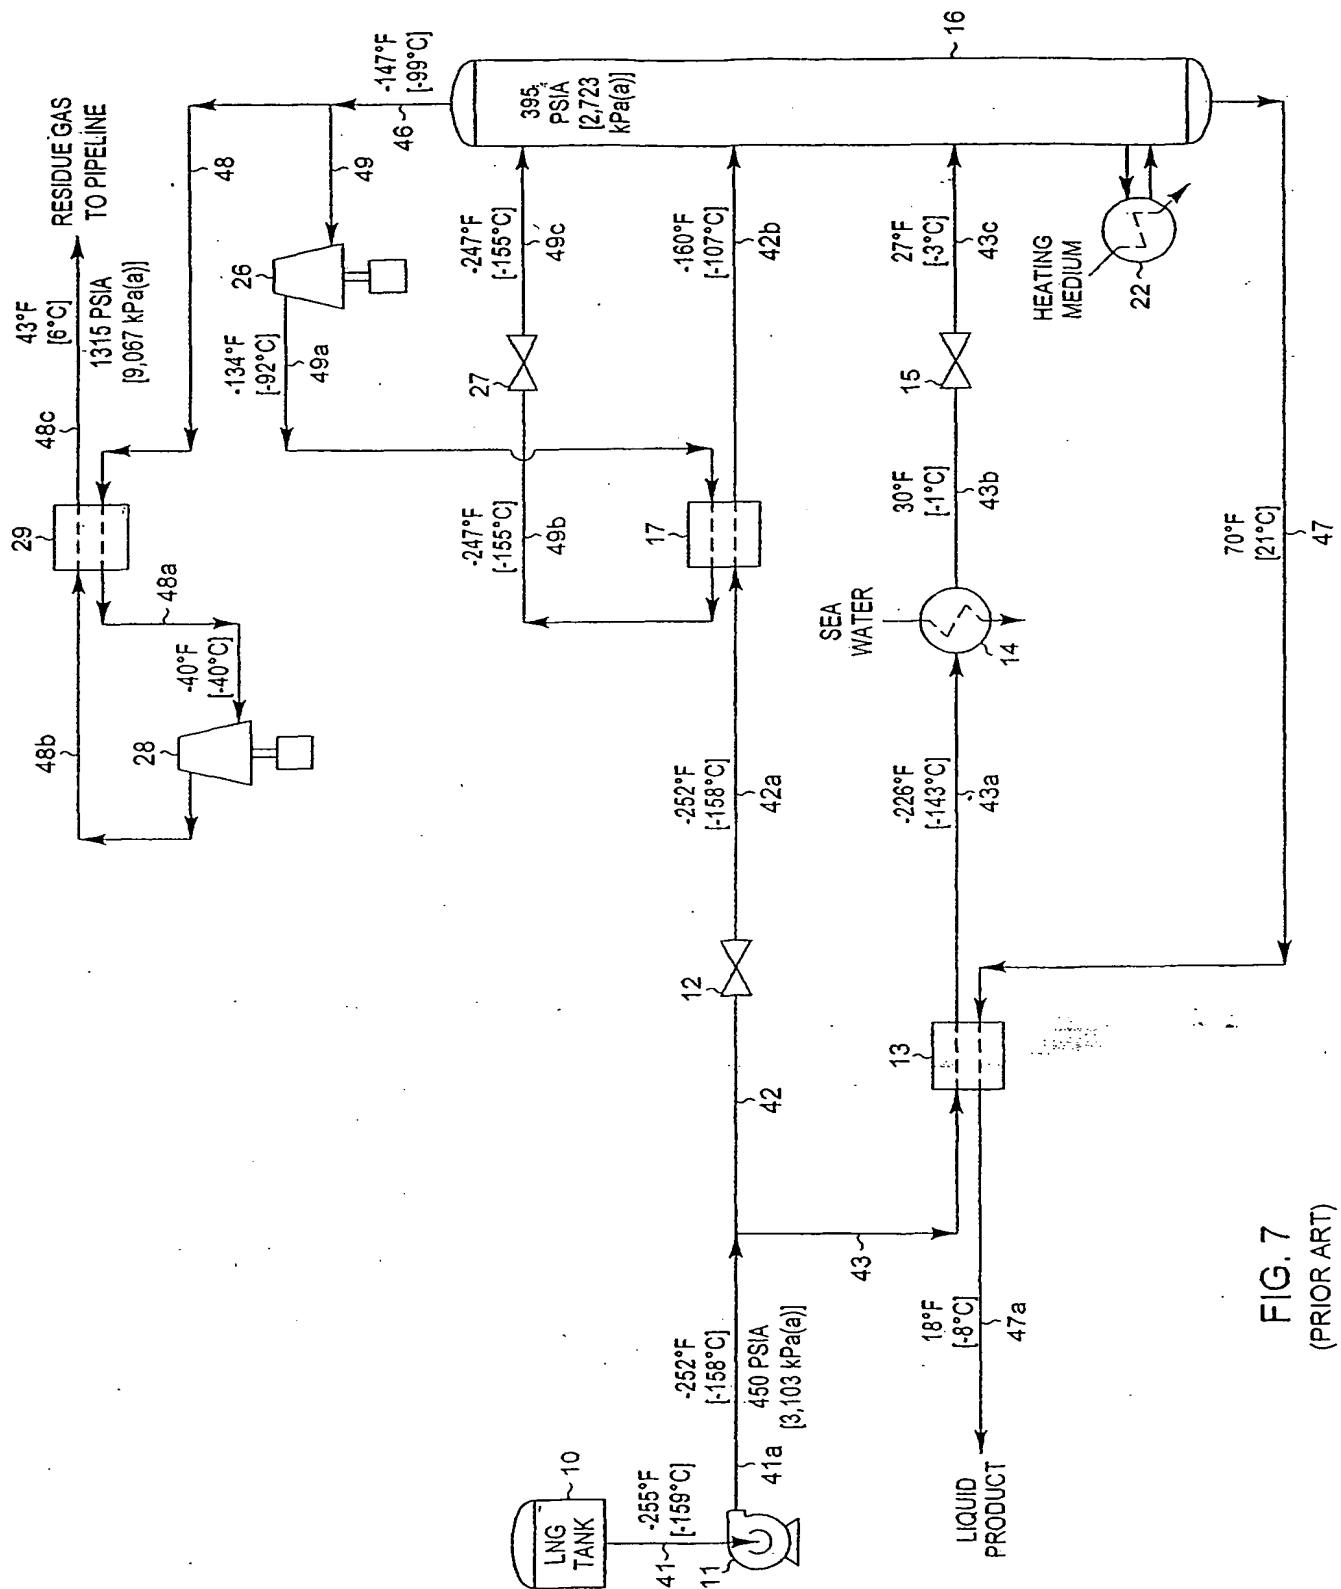 LNG
TANK
10
41
-255°F
[-159°C]
11
41a
-252°F
[-158°C]
450 PSIA
[3,103 kPa(a)]
42
43
12
-252°F
[-158°C]
42a
17
-160°F
[-107°C]
42b
13
-226°F
[-143°C]
43a
SEA
WATER
14
30°F
[-1°C]
43b
15
27°F
[-3°C]
43c
HEATING
MEDIUM
22
16
395
PSIA
[2,723
kPa(a)]
-147°F
[-99°C]
46
48
49
26
-134°F
[-92°C]
49a
-247°F
[-155°C]
49b
27
-247°F
[-155°C]
49c
29
48a
-40°F
[-40°C]
28
48b
48c
43°F
[6°C]
1315 PSIA
[9,067 kPa(a)]
RESIDUE GAS
TO PIPELINE
70°F
[21°C]
47
18°F
[-8°C]
47a
LIQUID
PRODUCT
FIG. 7
(PRIOR ART)